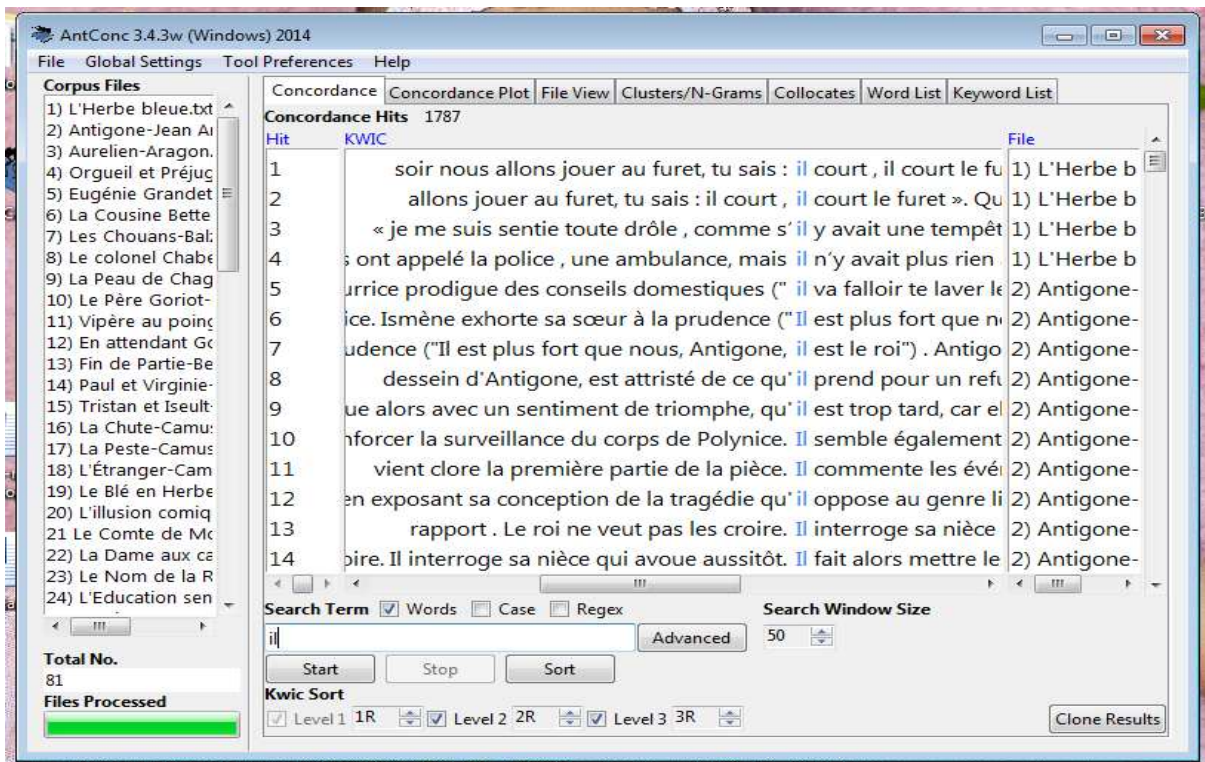 AntConc 3.4.3w (Windows) 2014
File Global Settings Tool Preferences Help
Corpus Files
1) L'Herbe bleue.txt
2) Antigone-Jean
3) Aurelien-Aragon.
4) Orgueil et Préjug
5) Eugénie Grandet
6) La Cousine Bette
7) Les Chouans-Balz
8) Le colonel Chabe
9) La Peau de Chag
10) Le Père Goriot-
11) Vipère au poing
12) En attendant Go
13) Fin de Partie-Be
14) Paul et Virginie-
15) Tristan et Iseult-
16) La Chute-Camus
17) La Peste-Camus
18) L'Étranger-Cam
19) Le Blé en Herbe
20) L'illusion comiq
21 Le Comte de Mo
22) La Dame aux ca
23) Le Nom de la R
24) L'Education sen
Total No.
81
Files Processed
Concordance Concordance Plot File View Clusters/N-Grams Collocates Word List Keyword List
Concordance Hits 1787
Hit KWIC File
1 soir nous allons jouer au furet, tu sais : il court , il court le fu 1) L'Herbe b
2 allons jouer au furet, tu sais : il court , il court le furet ». Qu 1) L'Herbe b
3 « je me suis sentie toute drôle , comme s'il y avait une tempêt 1) L'Herbe b
4 s ont appelé la police , une ambulance, mais il n'y avait plus rien 1) L'Herbe b
5 urrice prodigue des conseils domestiques (" il va falloir te laver le 2) Antigone-
6 ice. Ismène exhorte sa sœur à la prudence ("Il est plus fort que n 2) Antigone-
7 udence ("Il est plus fort que nous, Antigone, il est le roi") . Antigo 2) Antigone-
8 dessein d'Antigone, est attristé de ce qu'il prend pour un refu 2) Antigone-
9 ue alors avec un sentiment de triomphe, qu'il est trop tard, car el 2) Antigone-
10 nforcer la surveillance du corps de Polynice. Il semble également 2) Antigone-
11 vient clore la première partie de la pièce. Il commente les évé 2) Antigone-
12 en exposant sa conception de la tragédie qu'il oppose au genre li 2) Antigone-
13 rapport . Le roi ne veut pas les croire. Il interroge sa nièce 2) Antigone-
14 oire. Il interroge sa nièce qui avoue aussitôt. Il fait alors mettre le 2) Antigone-
Search Term Words Case Regex Search Window Size
il Advanced 50
Start Stop Sort
Kwic Sort
Level 1 1R Level 2 2R Level 3 3R Clone Results